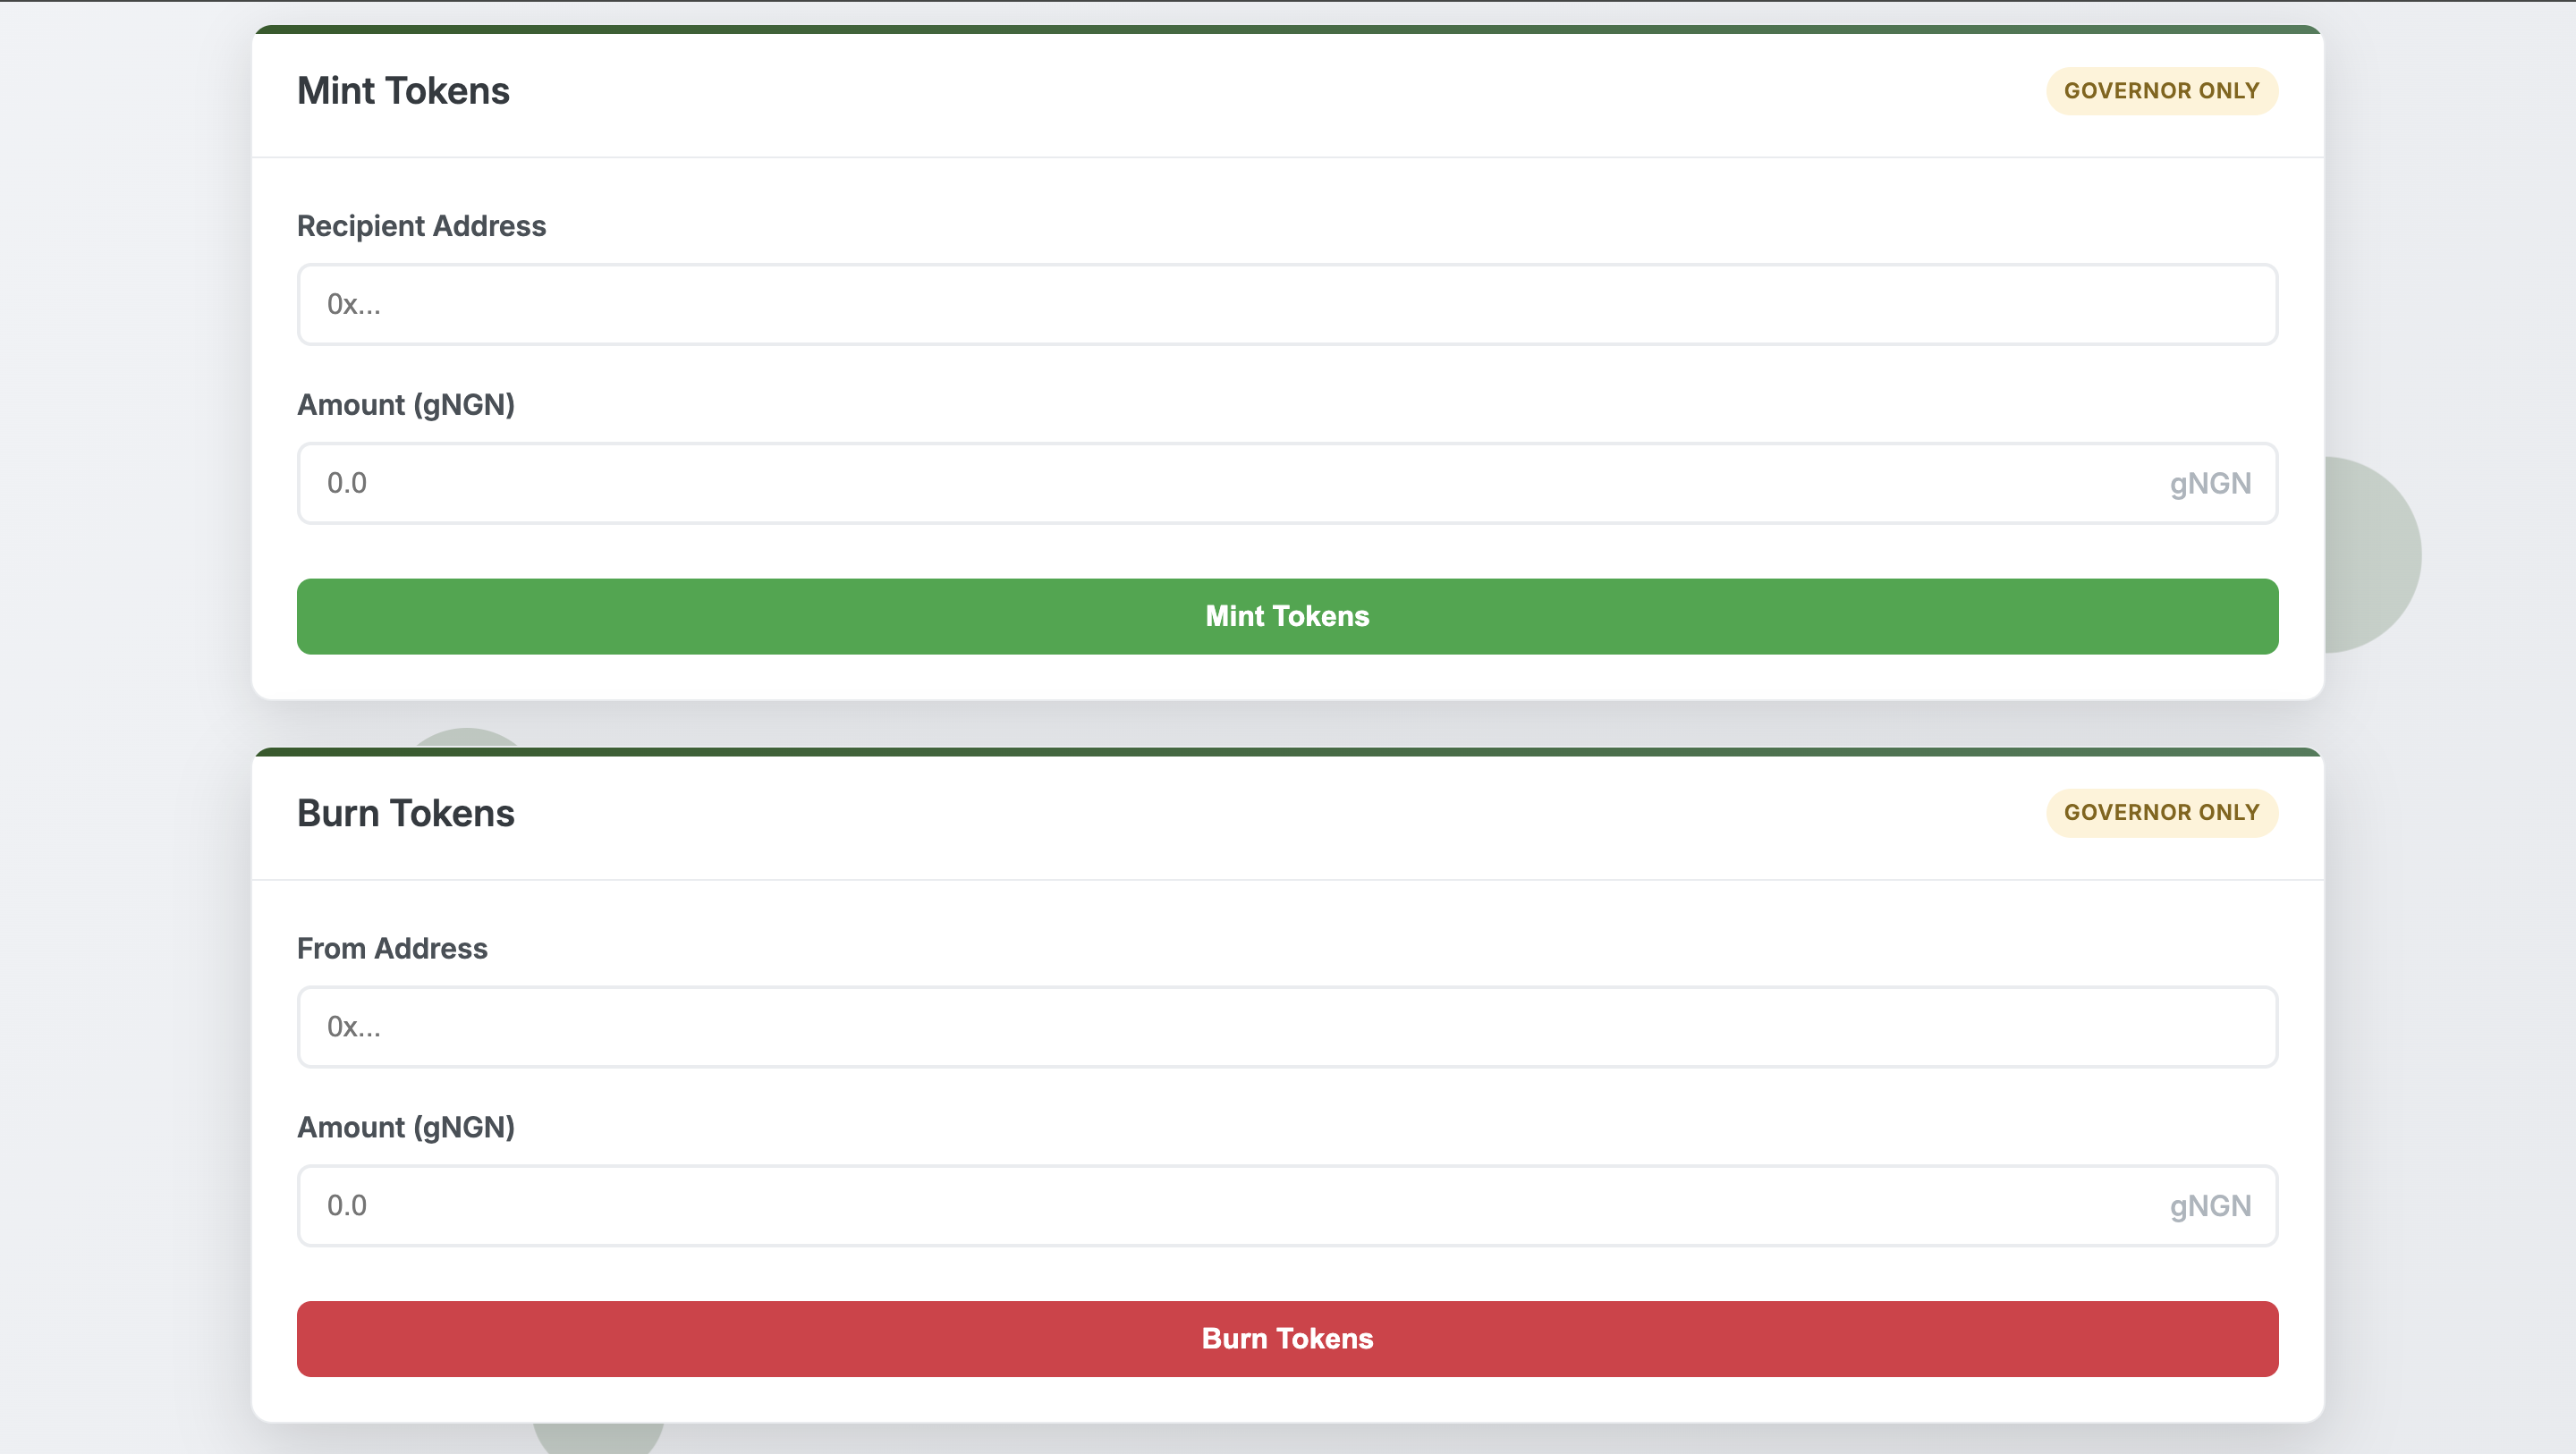 Mint Tokens
GOVERNOR ONLY
Recipient Address
0x...
Amount (gNGN)
0.0
gNGN
Mint Tokens
Burn Tokens
GOVERNOR ONLY
From Address
0x...
Amount (gNGN)
0.0
gNGN
Burn Tokens